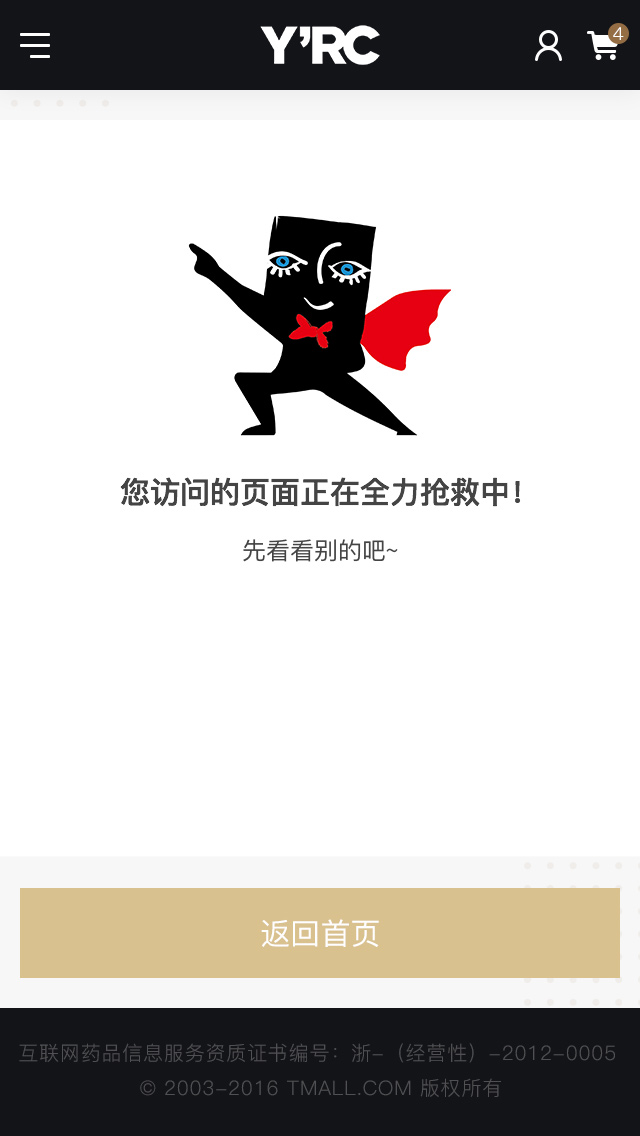 Y'RC
4
您访问的页面正在全力抢救中!
先看看别的吧~
返回首页
互联网药品信息服务资质证书编号：浙-（经营性）-2012-0005
© 2003-2016 TMALL.COM 版权所有